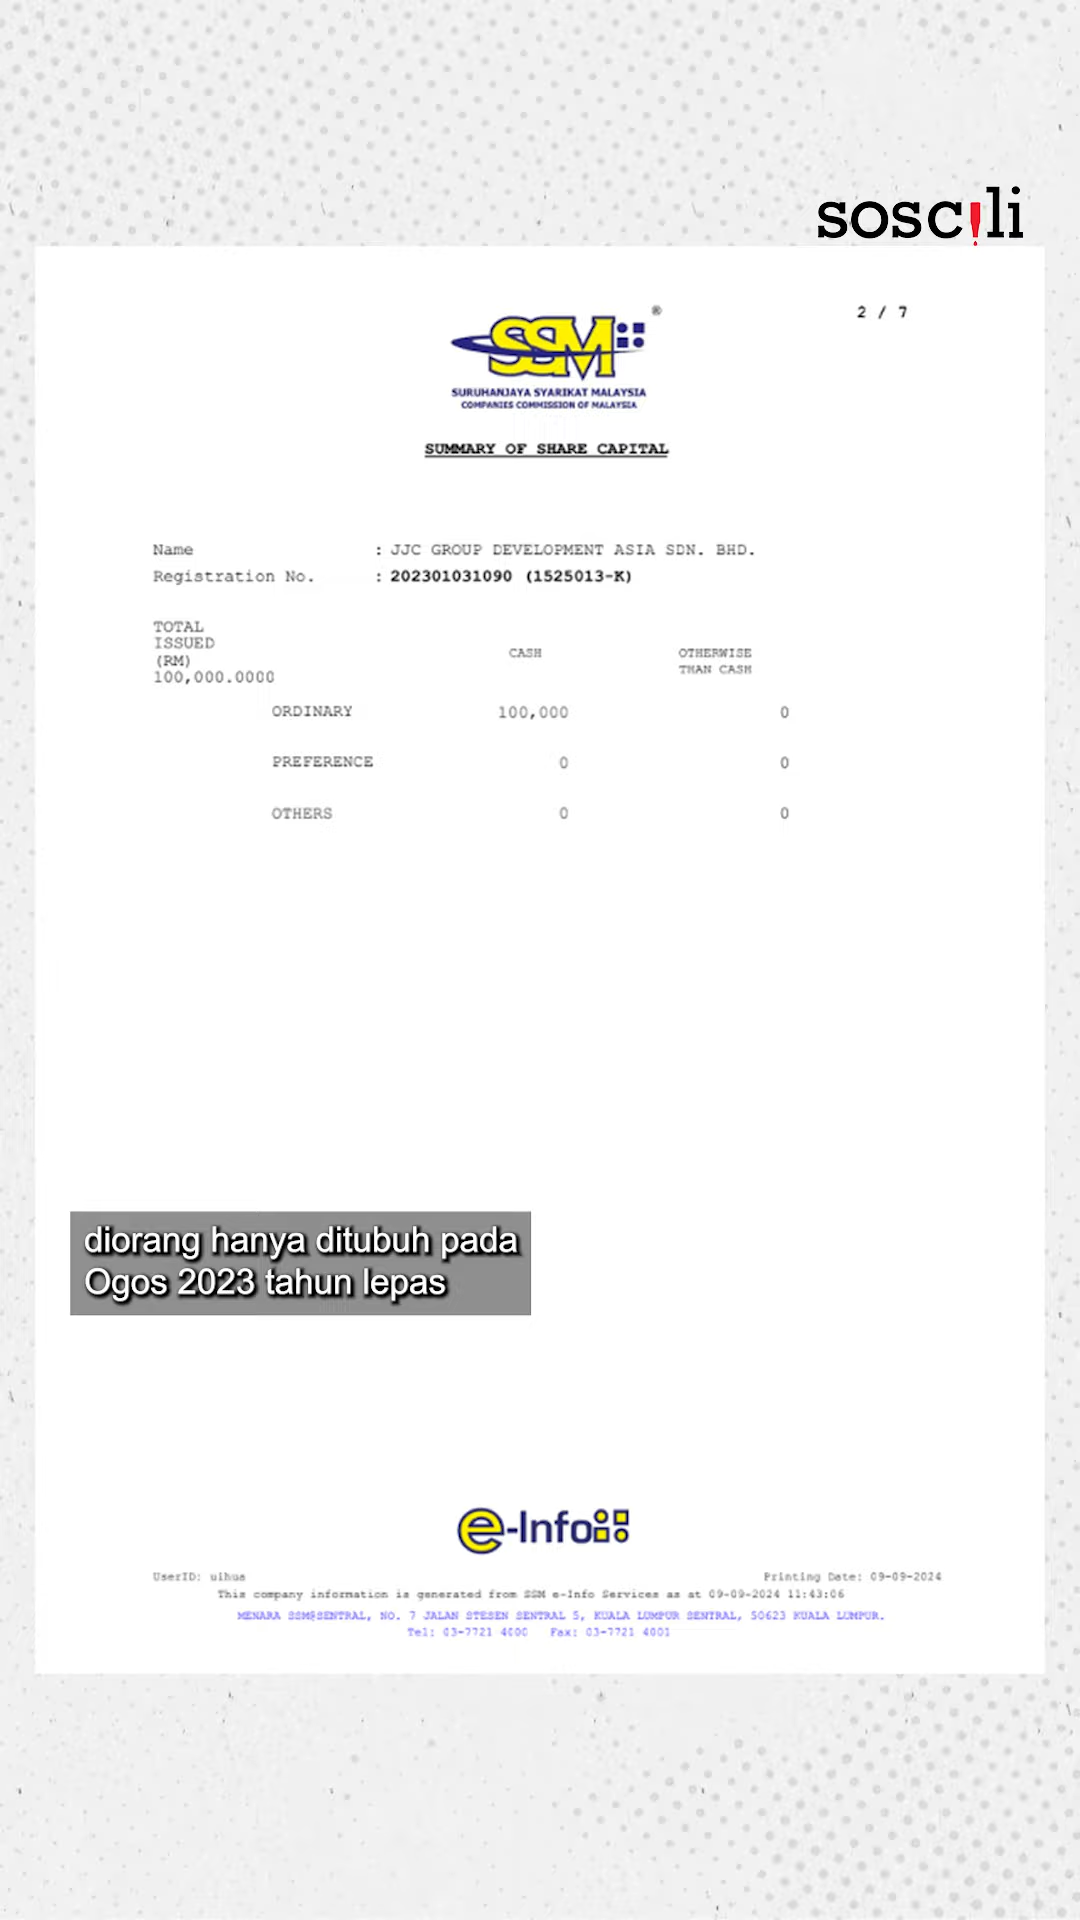 soscili
2 / 7
SSM
®
SURUHANJAYA SYARIKAT MALAYSIA
COMPANIES COMMISSION OF MALAYSIA
SUMMARY OF SHARE CAPITAL
Name : JJC GROUP DEVELOPMENT ASIA SDN. BHD.
Registration No. : 202301031090 (1525013-K)
TOTAL
ISSUED
(RM)
100,000.0000
CASH
OTHERWISE
THAN CASH
ORDINARY 100,000 0
PREFERENCE 0 0
OTHERS 0 0
diorang hanya ditubuh pada
Ogos 2023 tahun lepas
e-Info
UserID: uihua Printing Date: 09-09-2024
This company information is generated from SSM e-Info Services as at 09-09-2024 11:43:06
MENARA SSM@SENTRAL, NO. 7 JALAN STESEN SENTRAL 5, KUALA LUMPUR SENTRAL, 50623 KUALA LUMPUR.
Tel: 03-7721 4000 Fax: 03-7721 4001